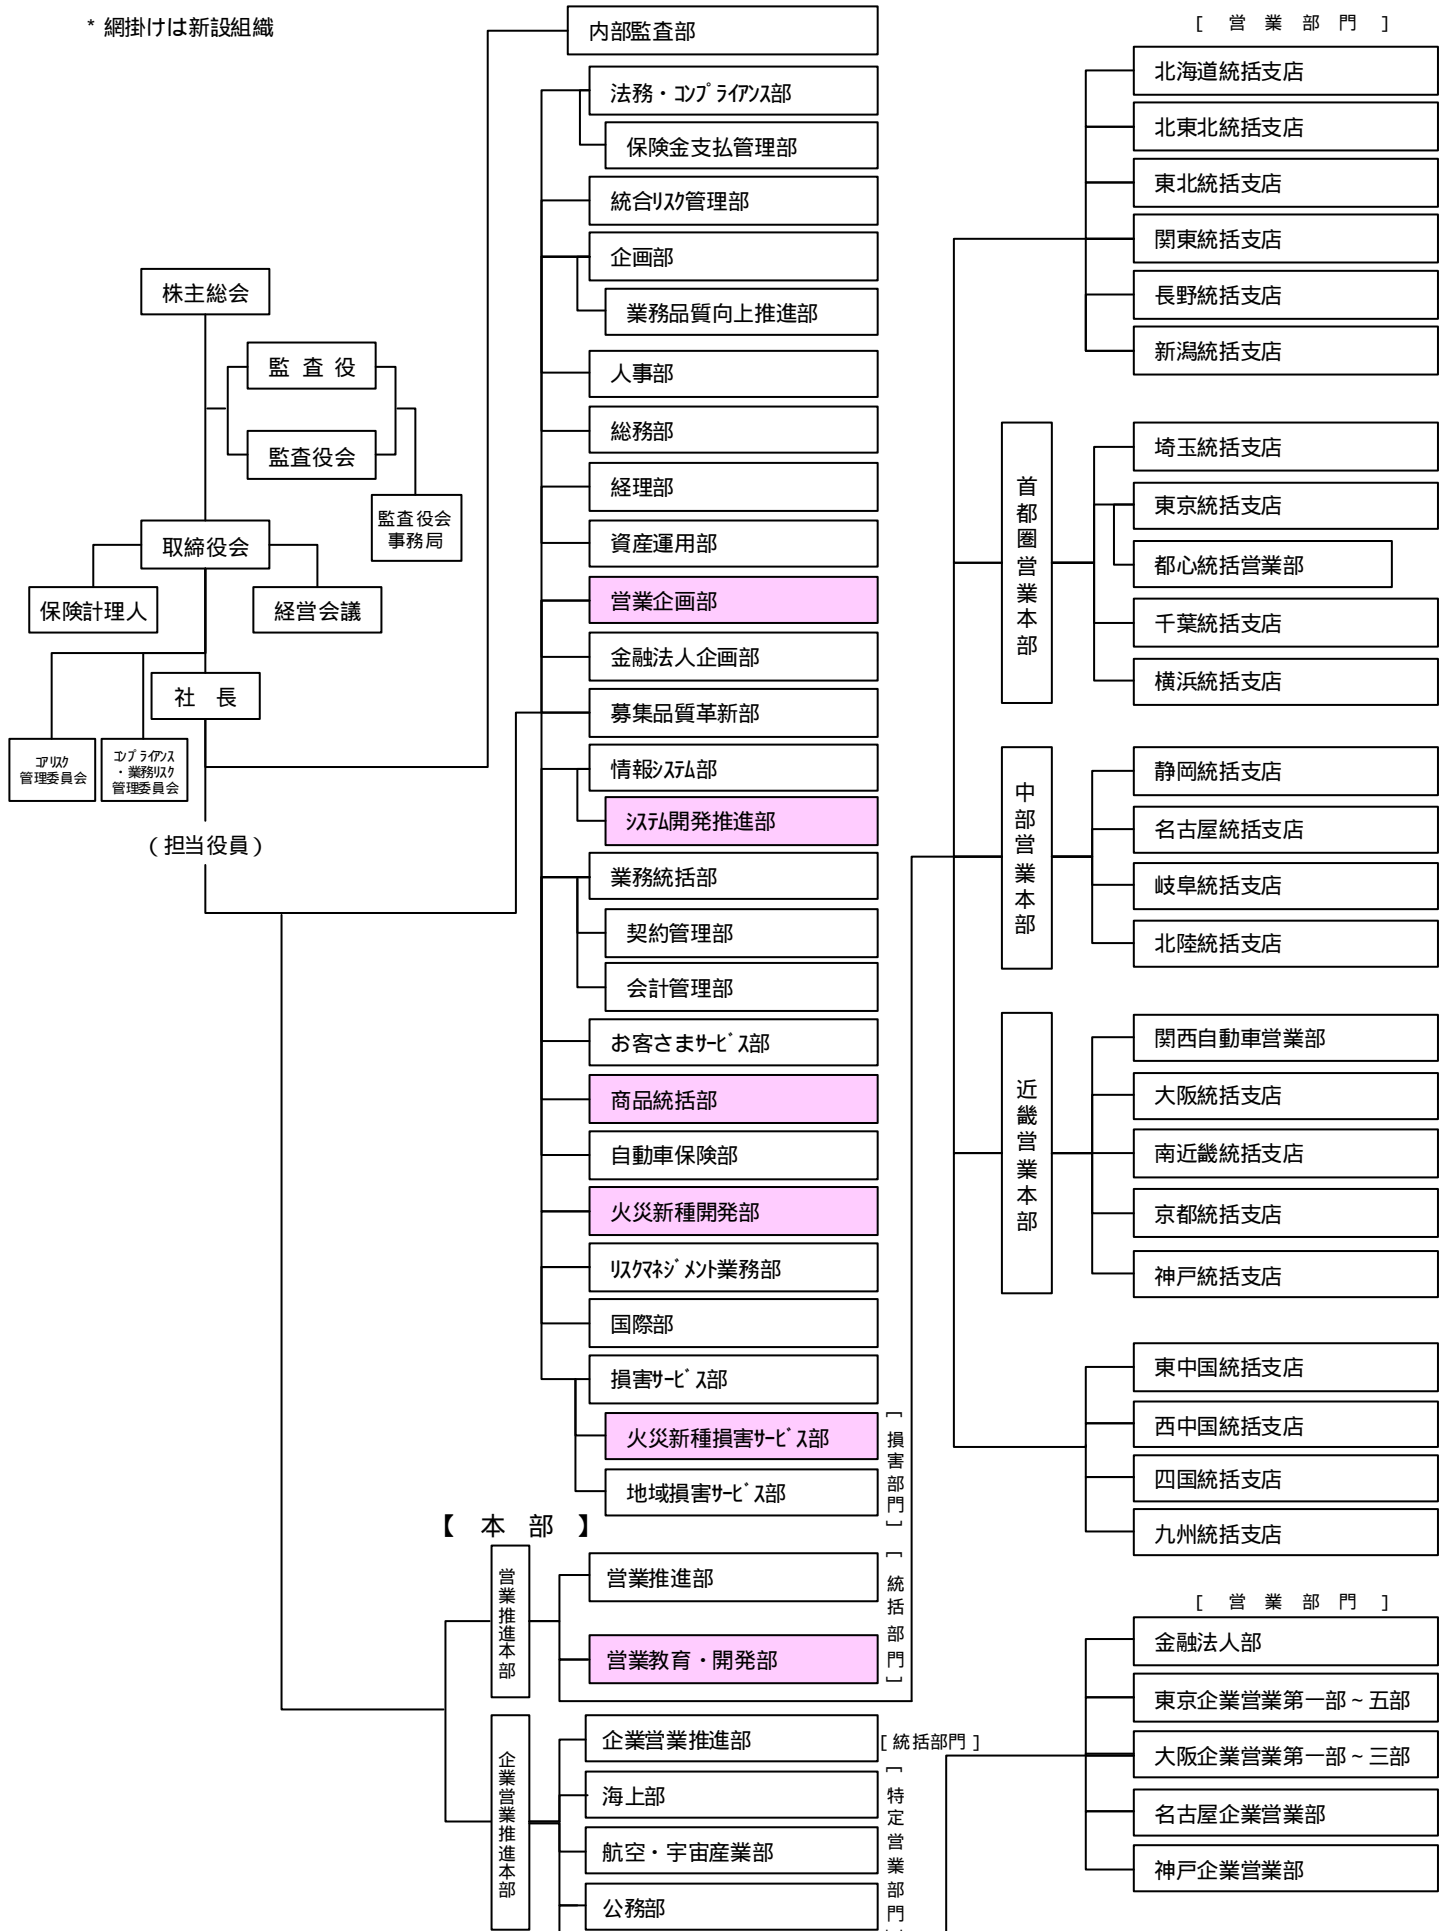 * 網掛けは新設組織
株主総会
監 査 役
監査役会
監査役会
事務局
取締役会
保険計理人
経営会議
社 長
ｺｱﾘｽｸ
管理委員会
ｺﾝﾌﾟﾗｲｱﾝｽ
・業務ﾘｽｸ
管理委員会
(担当役員)
内部監査部
法務・ｺﾝﾌﾟﾗｲｱﾝｽ部
保険金支払管理部
統合ﾘｽｸ管理部
企画部
業務品質向上推進部
人事部
総務部
経理部
資産運用部
営業企画部
金融法人企画部
募集品質革新部
情報ｼｽﾃﾑ部
ｼｽﾃﾑ開発推進部
業務統括部
契約管理部
会計管理部
お客さまｻｰﾋﾞｽ部
商品統括部
自動車保険部
火災新種開発部
ﾘｽｸﾏﾈｼﾞﾒﾝﾄ業務部
国際部
損害ｻｰﾋﾞｽ部
火災新種損害ｻｰﾋﾞｽ部
地域損害ｻｰﾋﾞｽ部
[損害部門]
【 本 部 】
営業推進本部
営業推進部
営業教育・開発部
[統括部門]
企業営業推進本部
企業営業推進部
[統括部門]
海上部
航空・宇宙産業部
公務部
[特定営業部門
[ 営 業 部 門 ]
北海道統括支店
北東北統括支店
東北統括支店
関東統括支店
長野統括支店
新潟統括支店
首都圏営業本部
埼玉統括支店
東京統括支店
都心統括営業部
千葉統括支店
横浜統括支店
中部営業本部
静岡統括支店
名古屋統括支店
岐阜統括支店
北陸統括支店
近畿営業本部
関西自動車営業部
大阪統括支店
南近畿統括支店
京都統括支店
神戸統括支店
東中国統括支店
西中国統括支店
四国統括支店
九州統括支店
[ 営 業 部 門 ]
金融法人部
東京企業営業第一部~五部
大阪企業営業第一部~三部
名古屋企業営業部
神戸企業営業部